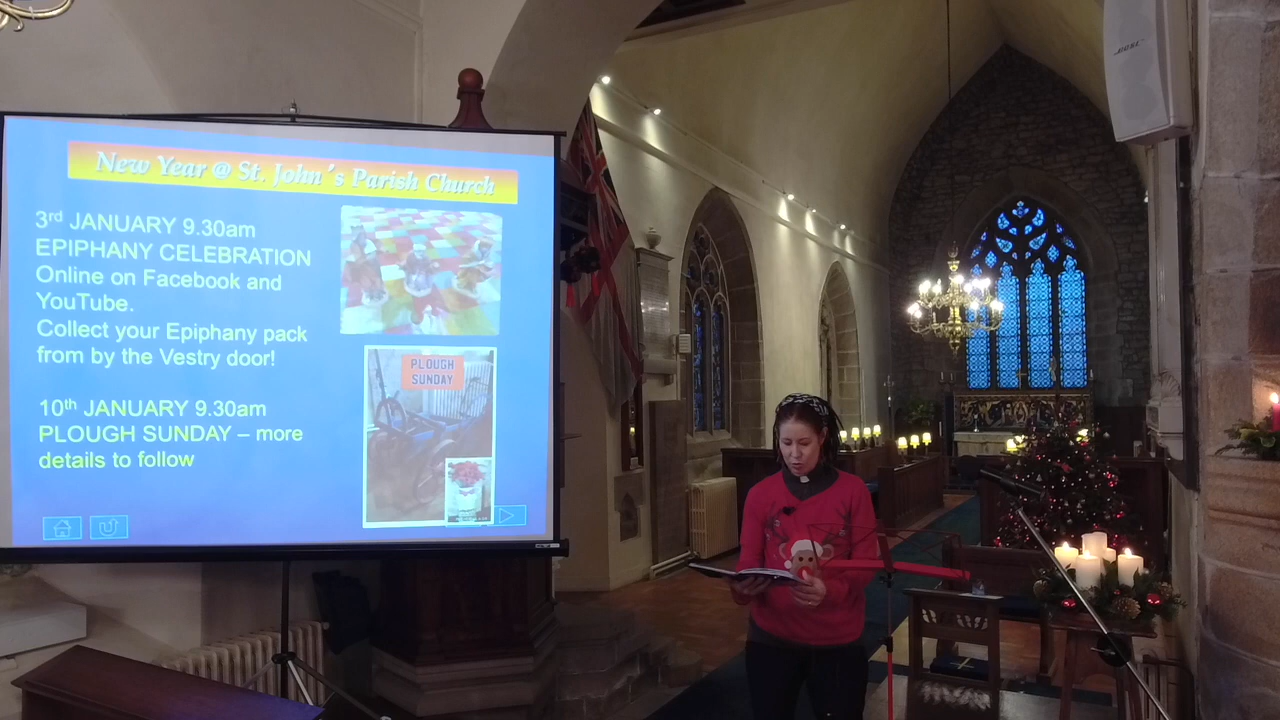 New Year @ St. John's Parish Church
3rd JANUARY 9.30am
EPIPHANY CELEBRATION
Online on Facebook and
YouTube.
Collect your Epiphany pack
from by the Vestry door!
10th JANUARY 9.30am
PLOUGH SUNDAY – more
details to follow
PLOUGH
SUNDAY
BOSE